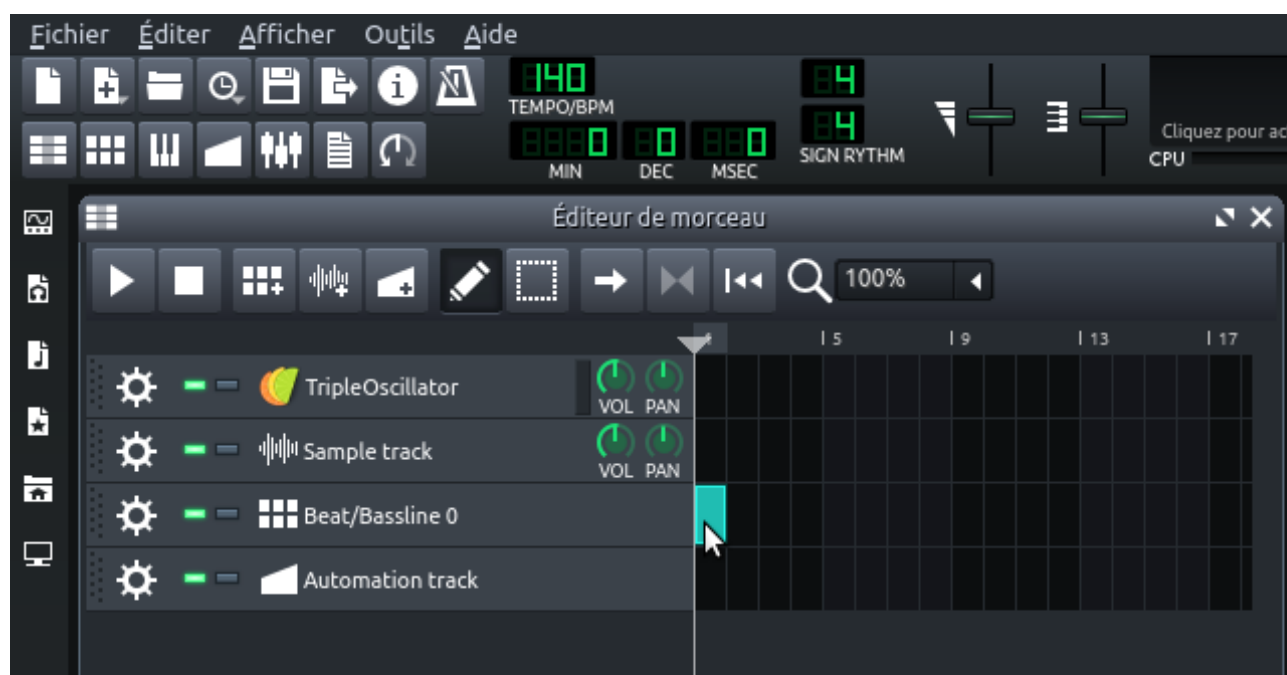 Fichier Éditer Afficher Outils Aide
140
TEMPO/BPM
4
4
SIGN RYTHM
0 0 0
MIN DEC MSEC
Cliquez pour ac
CPU
Éditeur de morceau
100%
5 9 13 17
TripleOscillator
VOL PAN
Sample track
VOL PAN
Beat/Bassline 0
Automation track